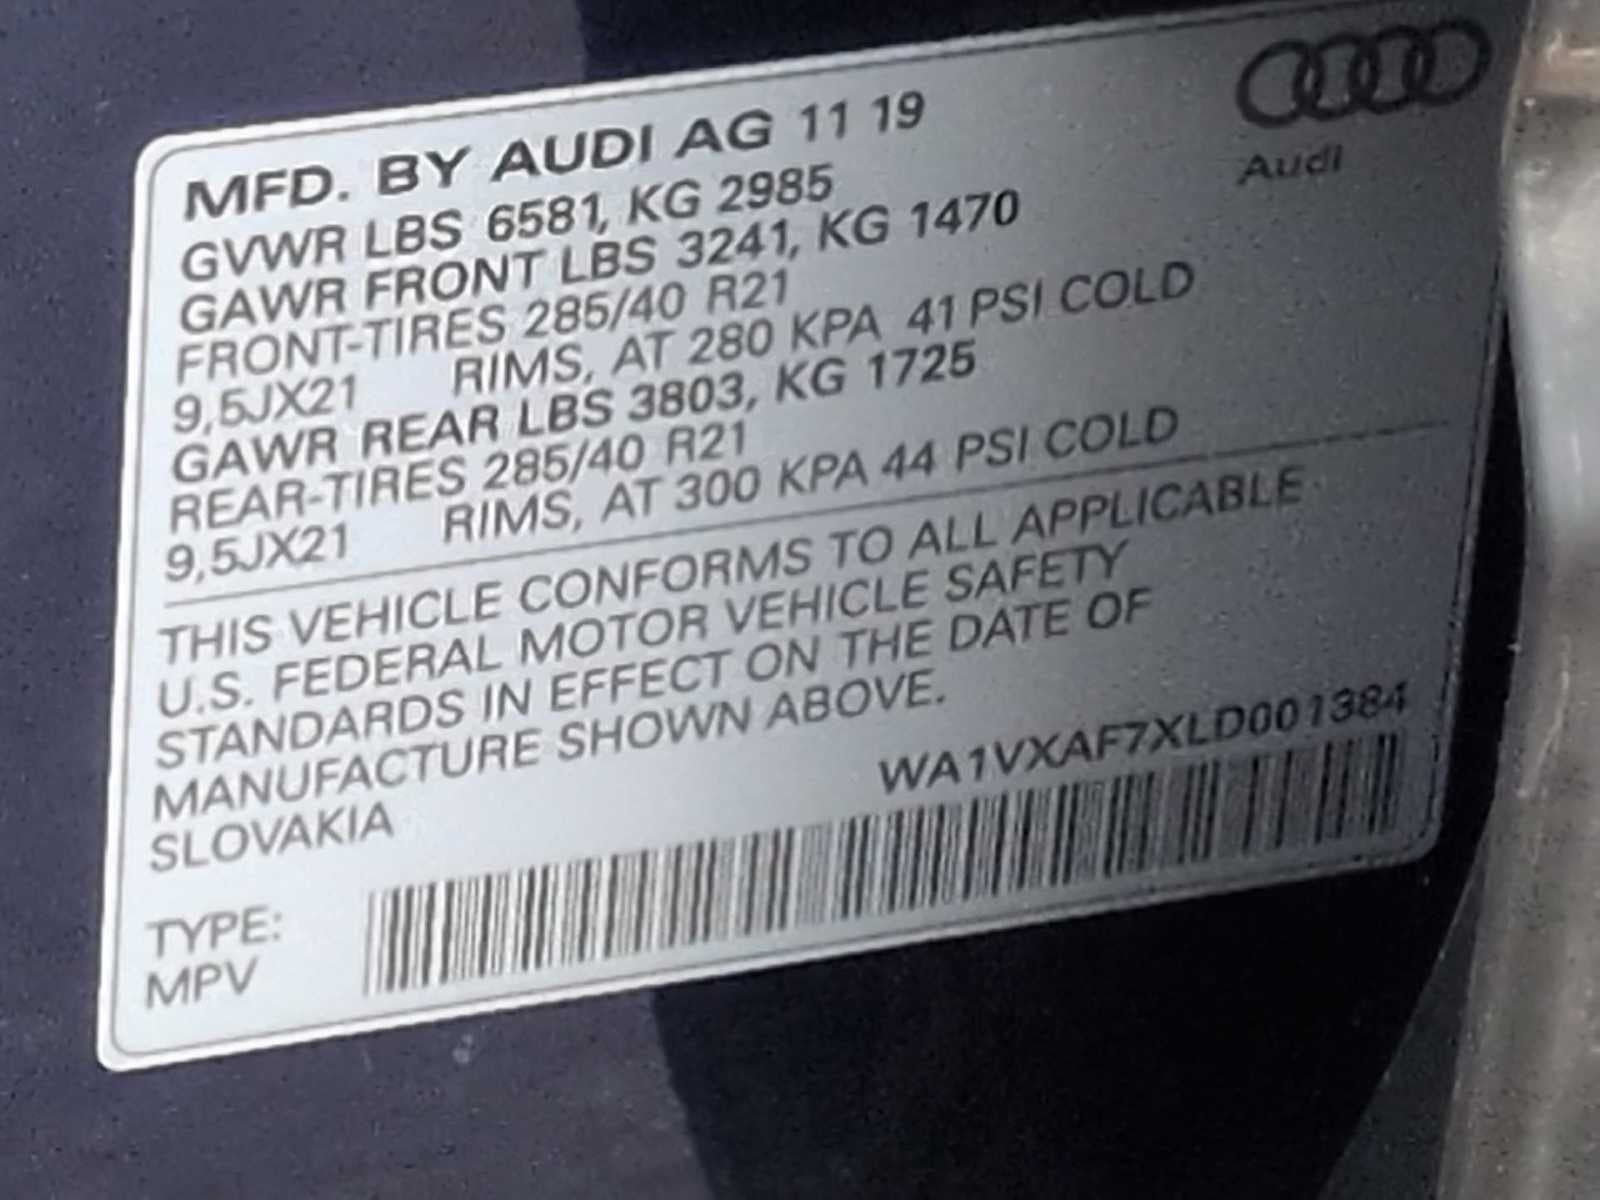 MFD. BY AUDI AG 11 19
Audi
GVWR LBS 6581, KG 2985
GAWR FRONT LBS 3241, KG 1470
FRONT-TIRES 285/40 R21
9,5JX21 RIMS, AT 280 KPA 41 PSI COLD
GAWR REAR LBS 3803, KG 1725
REAR-TIRES 285/40 R21
9,5JX21 RIMS, AT 300 KPA 44 PSI COLD
THIS VEHICLE CONFORMS TO ALL APPLICABLE
U.S. FEDERAL MOTOR VEHICLE SAFETY
STANDARDS IN EFFECT ON THE DATE OF
MANUFACTURE SHOWN ABOVE.
SLOVAKIA
WA1VXAF7XLD001384
TYPE:
MPV